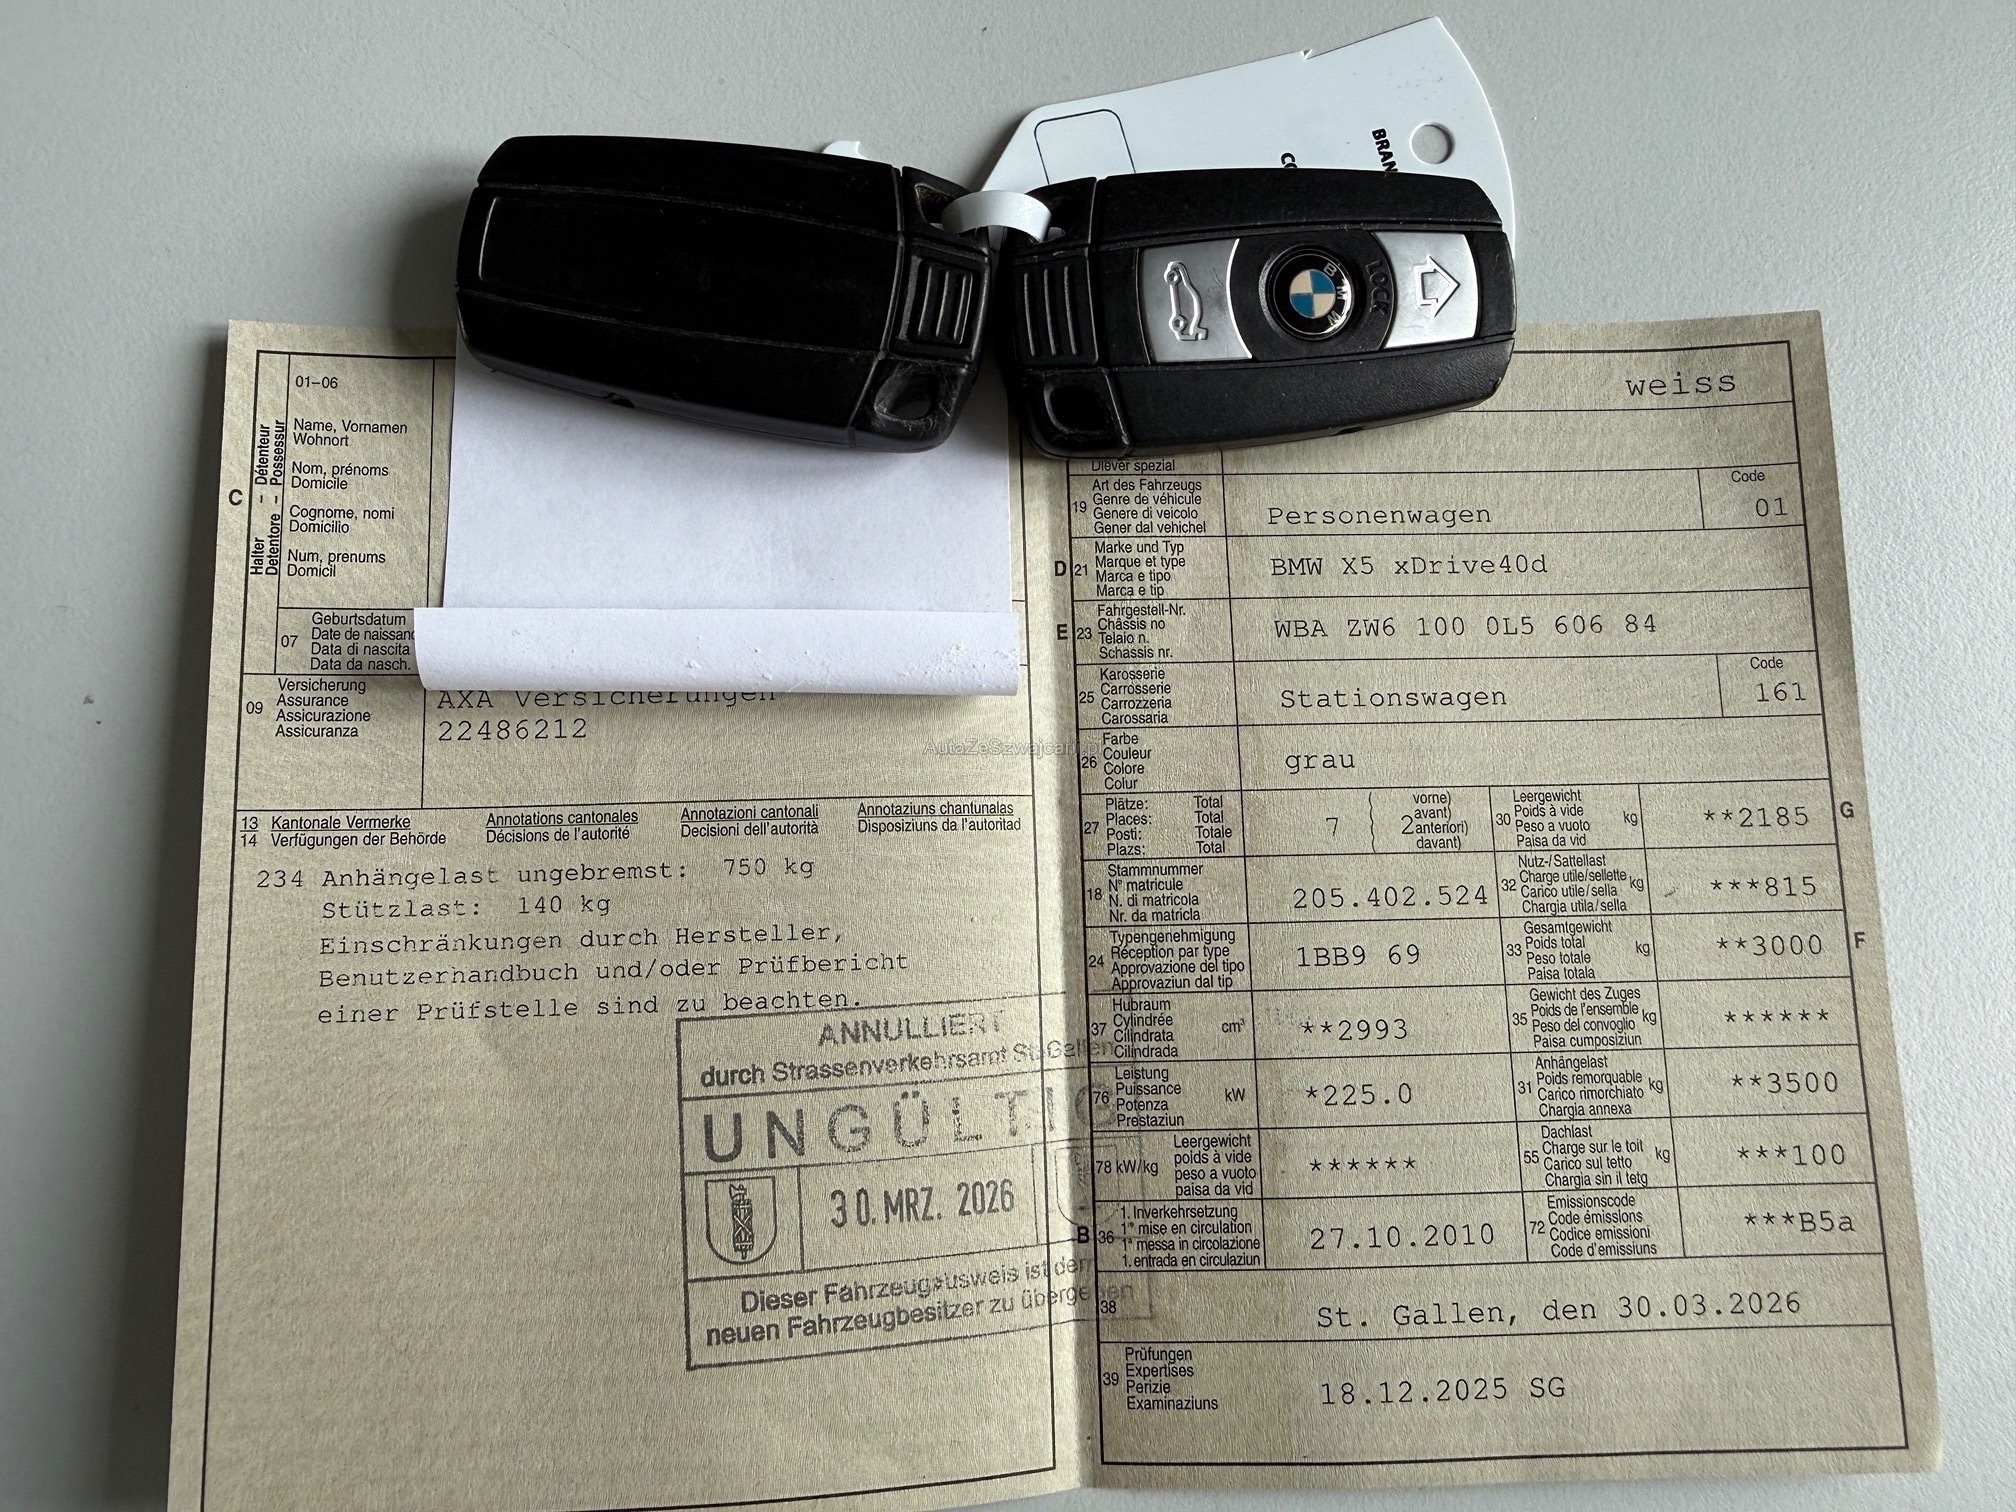 BRAN
CO
LOCK
BMW
01–06
Name, Vornamen
Wohnort
Nom, prénoms
Domicile
Cognome, nomi
Domicilio
Num, prenums
Domicil
C
Halter – Détenteur
Detentore – Possessur
07
Geburtsdatum
Date de naissanc
Data di nascita
Data da nasch.
09
Versicherung
Assurance
Assicurazione
Assicuranza
AXA Versicherungen
22486212
13 Kantonale Vermerke Annotations cantonales Annotazioni cantonali Annotaziuns chantunalas
14 Verfügungen der Behörde Décisions de l'autorité Decisioni dell'autorità Disposiziuns da l'autoritad
234 Anhängelast ungebremst: 750 kg
Stützlast: 140 kg
Einschränkungen durch Hersteller,
Benutzerhandbuch und/oder Prüfbericht
einer Prüfstelle sind zu beachten.
ANNULLIERT
durch Strassenverkehrsamt St. Gallen
UNGÜLTIG
30. MRZ. 2026
Dieser Fahrzeugausweis ist dem
neuen Fahrzeugbesitzer zu übergeben
weiss
Diever spezial
19
Art des Fahrzeugs
Genre de véhicule
Genere di veicolo
Gener dal vehichel
Personenwagen
Code
01
D 21
Marke und Typ
Marque et type
Marca e tipo
Marca e tip
BMW X5 xDrive40d
E 23
Fahrgestell-Nr.
Châssis no
Telaio n.
Schassis nr.
WBA ZW6 100 0L5 606 84
25
Karosserie
Carrosserie
Carrozzeria
Carossaria
Stationswagen
Code
161
26
Farbe
Couleur
Colore
Colur
grau
27
Plätze: Total
Places: Total
Posti: Totale
Plazs: Total
7
2
vorne)
avant)
anteriori)
davant)
30
Leergewicht
Poids à vide
Peso a vuoto
Paisa da vid
kg
**2185
G
18
Stammnummer
N° matricule
N. di matricola
Nr. da matricla
205.402.524
32
Nutz-/Sattellast
Charge utile/sellette
Carico utile/sella
Chargia utila/sella
kg
***815
24
Typengenehmigung
Réception par type
Approvazione del tipo
Approvaziun dal tip
1BB9 69
33
Gesamtgewicht
Poids total
Peso totale
Paisa totala
kg
**3000
F
37
Hubraum
Cylindrée
Cilindrata
Cilindrada
cm³
**2993
35
Gewicht des Zuges
Poids de l'ensemble
Peso del convoglio
Paisa cumposiziun
kg
******
76
Leistung
Puissance
Potenza
Prestaziun
kW
*225.0
31
Anhängelast
Poids remorquable
Carico rimorchiato
Chargia annexa
kg
**3500
78 kW/kg
Leergewicht
poids à vide
peso a vuoto
paisa da vid
******
55
Dachlast
Charge sur le toit
Carico sul tetto
Chargia sin il tetg
kg
***100
B 36
1. Inverkehrsetzung
1re mise en circulation
1a messa in circolazione
1. entrada en circulaziun
27.10.2010
72
Emissionscode
Code émissions
Codice emissioni
Code d'emissiuns
***B5a
38
St. Gallen, den 30.03.2026
39
Prüfungen
Expertises
Perizie
Examinaziuns
18.12.2025 SG